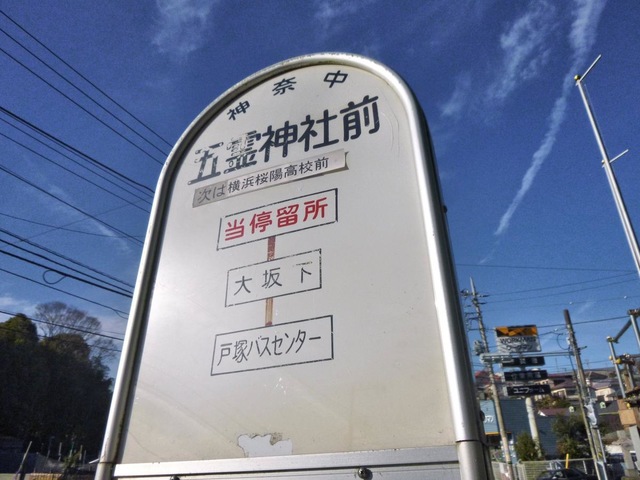 神奈中
五霊神社前
次は横浜桜陽高校前
当停留所
大坂下
戸塚バスセンター